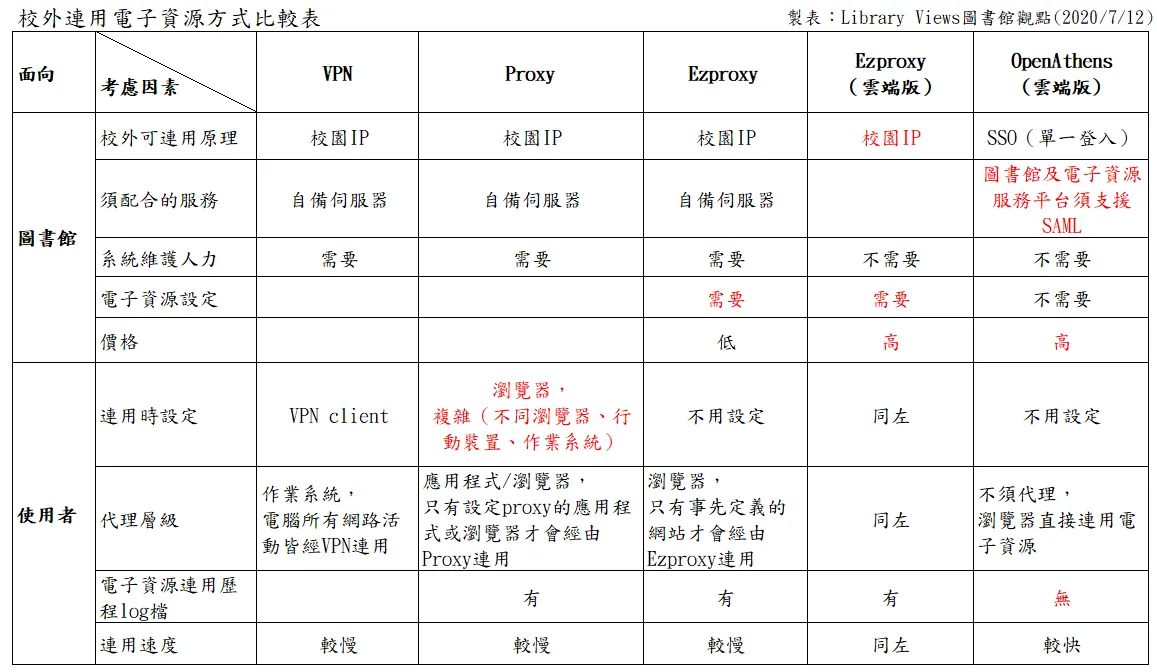 校外連用電子資源方式比較表
製表：Library Views圖書館觀點(2020/7/12)
面向
考慮因素
VPN
Proxy
Ezproxy
Ezproxy
（雲端版）
OpenAthens
（雲端版）
圖書館
校外可連用原理
校園IP
校園IP
校園IP
校園IP
SSO（單一登入）
須配合的服務
自備伺服器
自備伺服器
自備伺服器
圖書館及電子資源
服務平台須支援
SAML
系統維護人力
需要
需要
需要
不需要
不需要
電子資源設定
需要
需要
不需要
價格
低
高
高
使用者
連用時設定
VPN client
瀏覽器，
複雜（不同瀏覽器、行
動裝置、作業系統）
不用設定
同左
不用設定
代理層級
作業系統，
電腦所有網路活
動皆經VPN連用
應用程式/瀏覽器，
只有設定proxy的應用程
式或瀏覽器才會經由
Proxy連用
瀏覽器，
只有事先定義的
網站才會經由
Ezproxy連用
同左
不須代理，
瀏覽器直接連用電
子資源
電子資源連用歷
程log檔
有
有
有
無
連用速度
較慢
較慢
較慢
同左
較快